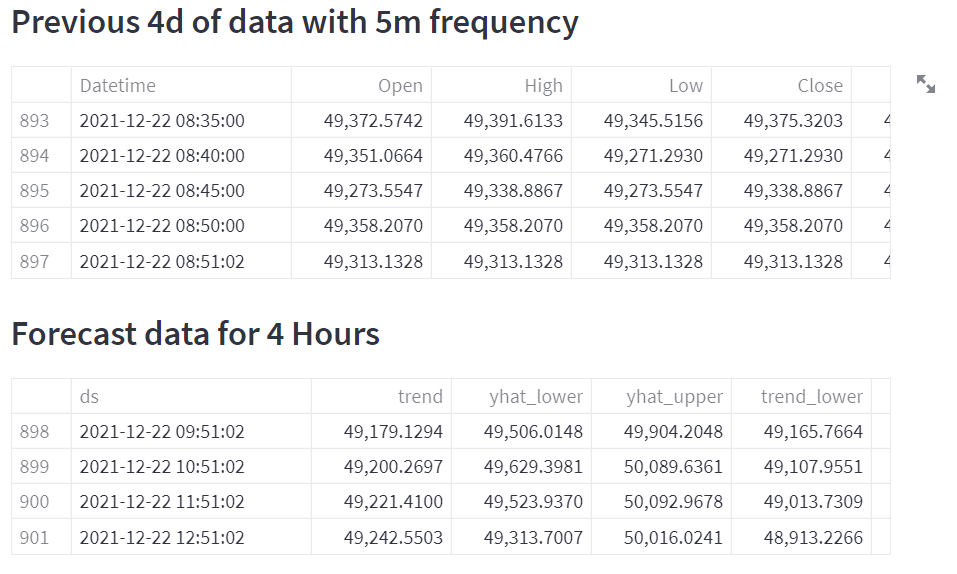 Previous 4d of data with 5m frequency
Datetime Open High Low Close
893 2021-12-22 08:35:00 49,372.5742 49,391.6133 49,345.5156 49,375.3203
894 2021-12-22 08:40:00 49,351.0664 49,360.4766 49,271.2930 49,271.2930
895 2021-12-22 08:45:00 49,273.5547 49,338.8867 49,273.5547 49,338.8867
896 2021-12-22 08:50:00 49,358.2070 49,358.2070 49,358.2070 49,358.2070
897 2021-12-22 08:51:02 49,313.1328 49,313.1328 49,313.1328 49,313.1328
Forecast data for 4 Hours
ds trend yhat_lower yhat_upper trend_lower
898 2021-12-22 09:51:02 49,179.1294 49,506.0148 49,904.2048 49,165.7664
899 2021-12-22 10:51:02 49,200.2697 49,629.3981 50,089.6361 49,107.9551
900 2021-12-22 11:51:02 49,221.4100 49,523.9370 50,092.9678 49,013.7309
901 2021-12-22 12:51:02 49,242.5503 49,313.7007 50,016.0241 48,913.2266